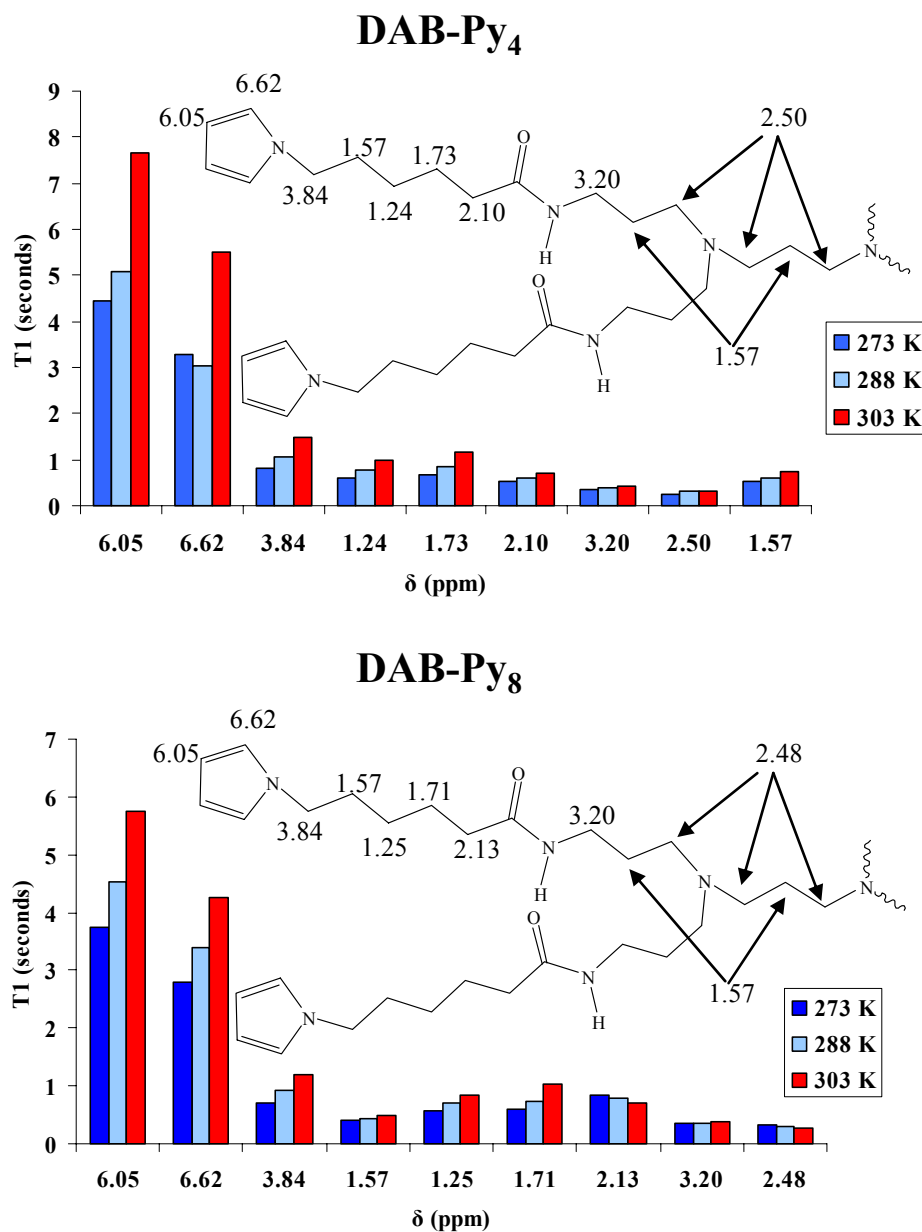 DAB-Py4
9
8
7
6
5
4
3
2
1
0
T1 (seconds)
6.62
6.05
N
3.84
1.57
1.24
1.73
2.10
O
N
H
3.20
2.50
N
N
1.57
O
N
H
N
273 K
288 K
303 K
6.05 6.62 3.84 1.24 1.73 2.10 3.20 2.50 1.57
δ (ppm)
DAB-Py8
7
6
5
4
3
2
1
0
T1 (seconds)
6.62
6.05
N
3.84
1.57
1.25
1.71
2.13
O
N
H
3.20
2.48
N
N
1.57
O
N
H
N
273 K
288 K
303 K
6.05 6.62 3.84 1.57 1.25 1.71 2.13 3.20 2.48
δ (ppm)